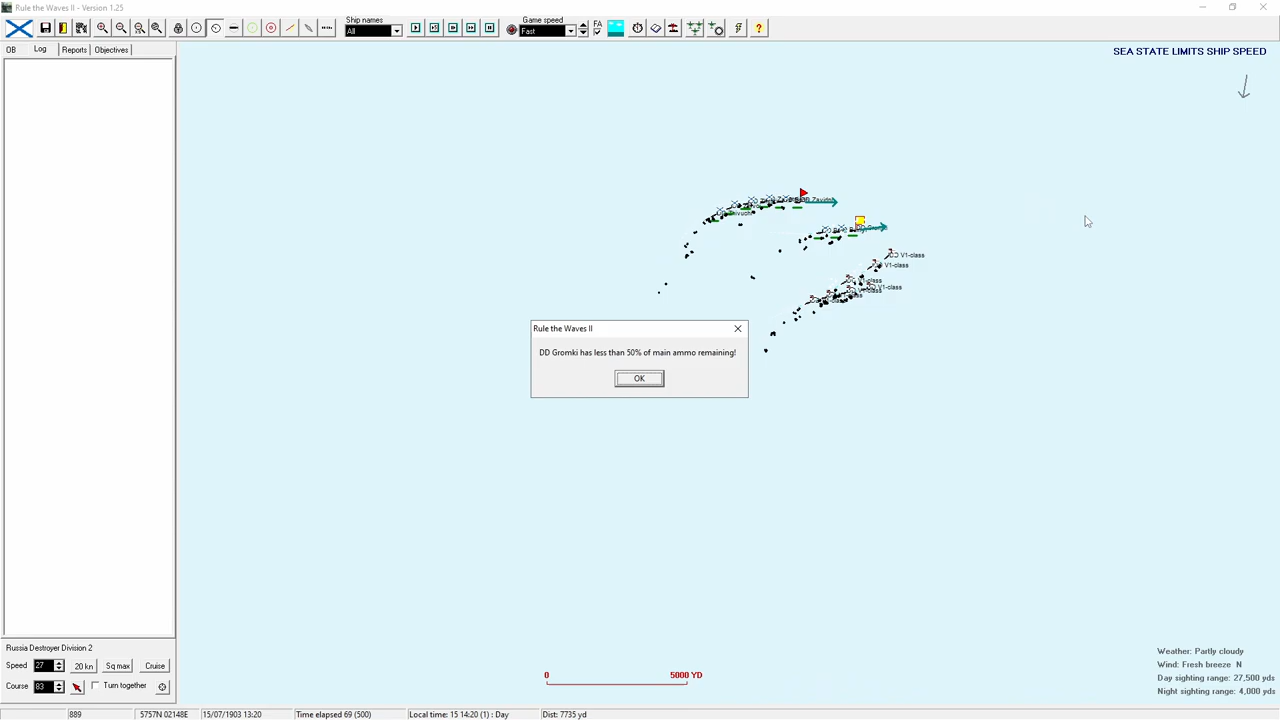 Rule the Waves II - Version 1.25
Ship names
All
Game speed
Fast
FA
OB
Log
Reports
Objectives
SEA STATE LIMITS SHIP SPEED
V1-class
V1-class
V1-class
V1-class
Rule the Waves II
DD Gromki has less than 50% of main ammo remaining!
OK
Russia Destroyer Division 2
Speed
27
20 kn
Sq max
Cruise
Course
83
Turn together
0
5000 YD
Weather: Partly cloudy
Wind: Fresh breeze N
Day sighting range: 27,500 yds
Night sighting range: 4,000 yds
889
5757N 02148E
15/07/1903 13:20
Time elapsed 69 (500)
Local time: 15 14:20 (1) : Day
Dist: 7735 yd